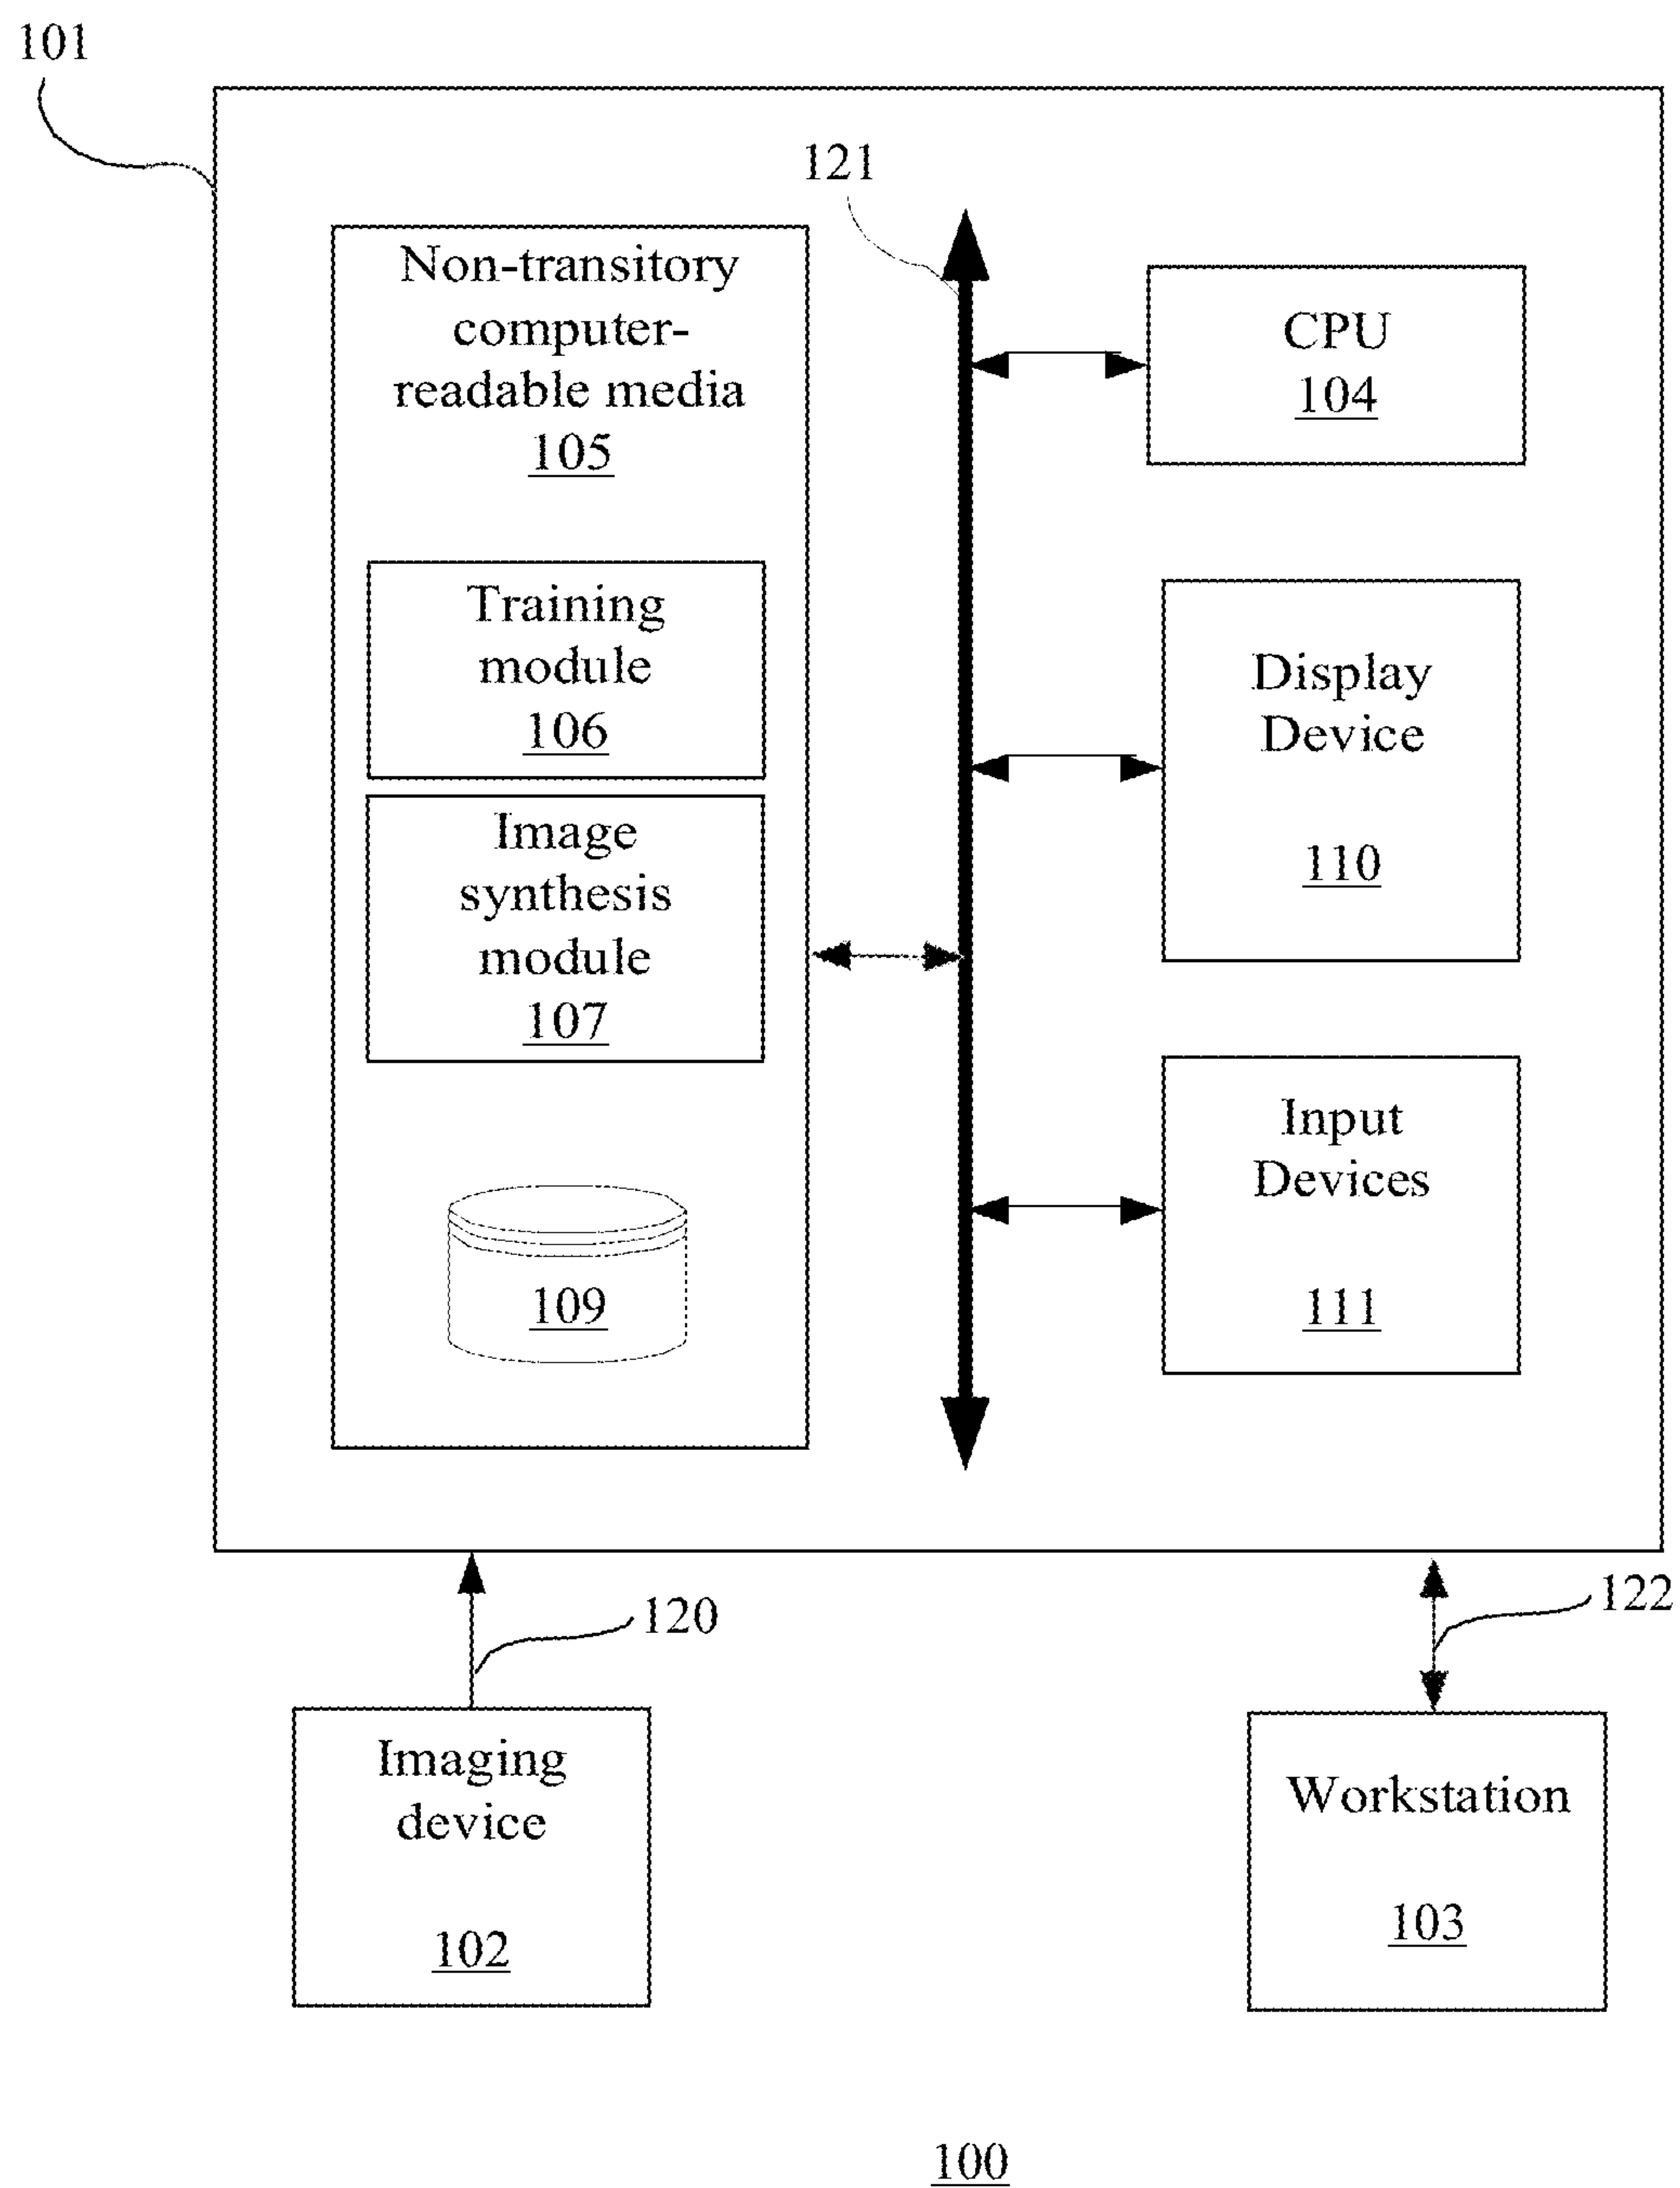 101
121
Non-transitory
computer-
readable media
105
CPU
104
Training
module
106
Display
Device
110
Image
synthesis
module
107
Input
Devices
111
109
120
122
Imaging
device
102
Workstation
103
100